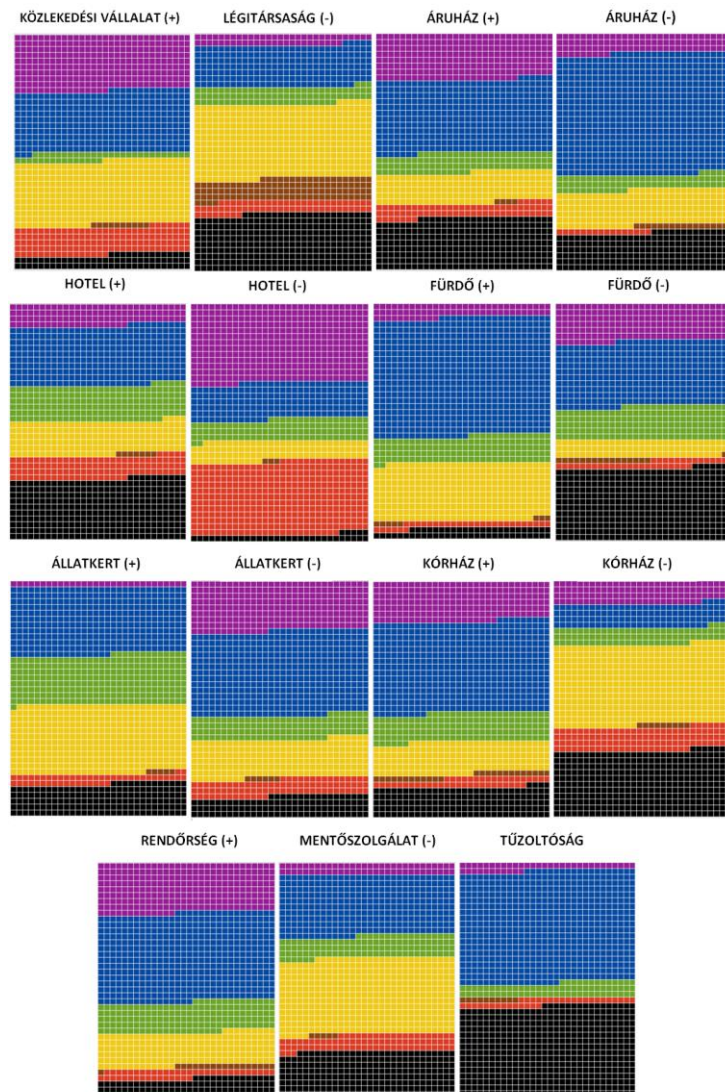 KÖZLEKEDÉSI VÁLLALAT (+)
LÉGITÁRSASÁG (-)
ÁRUHÁZ (+)
ÁRUHÁZ (-)
HOTEL (+)
HOTEL (-)
FÜRDŐ (+)
FÜRDŐ (-)
ÁLLATKERT (+)
ÁLLATKERT (-)
KÓRHÁZ (+)
KÓRHÁZ (-)
RENDŐRSÉG (+)
MENTŐSZOLGÁLAT (-)
TŰZOLTÓSÁG